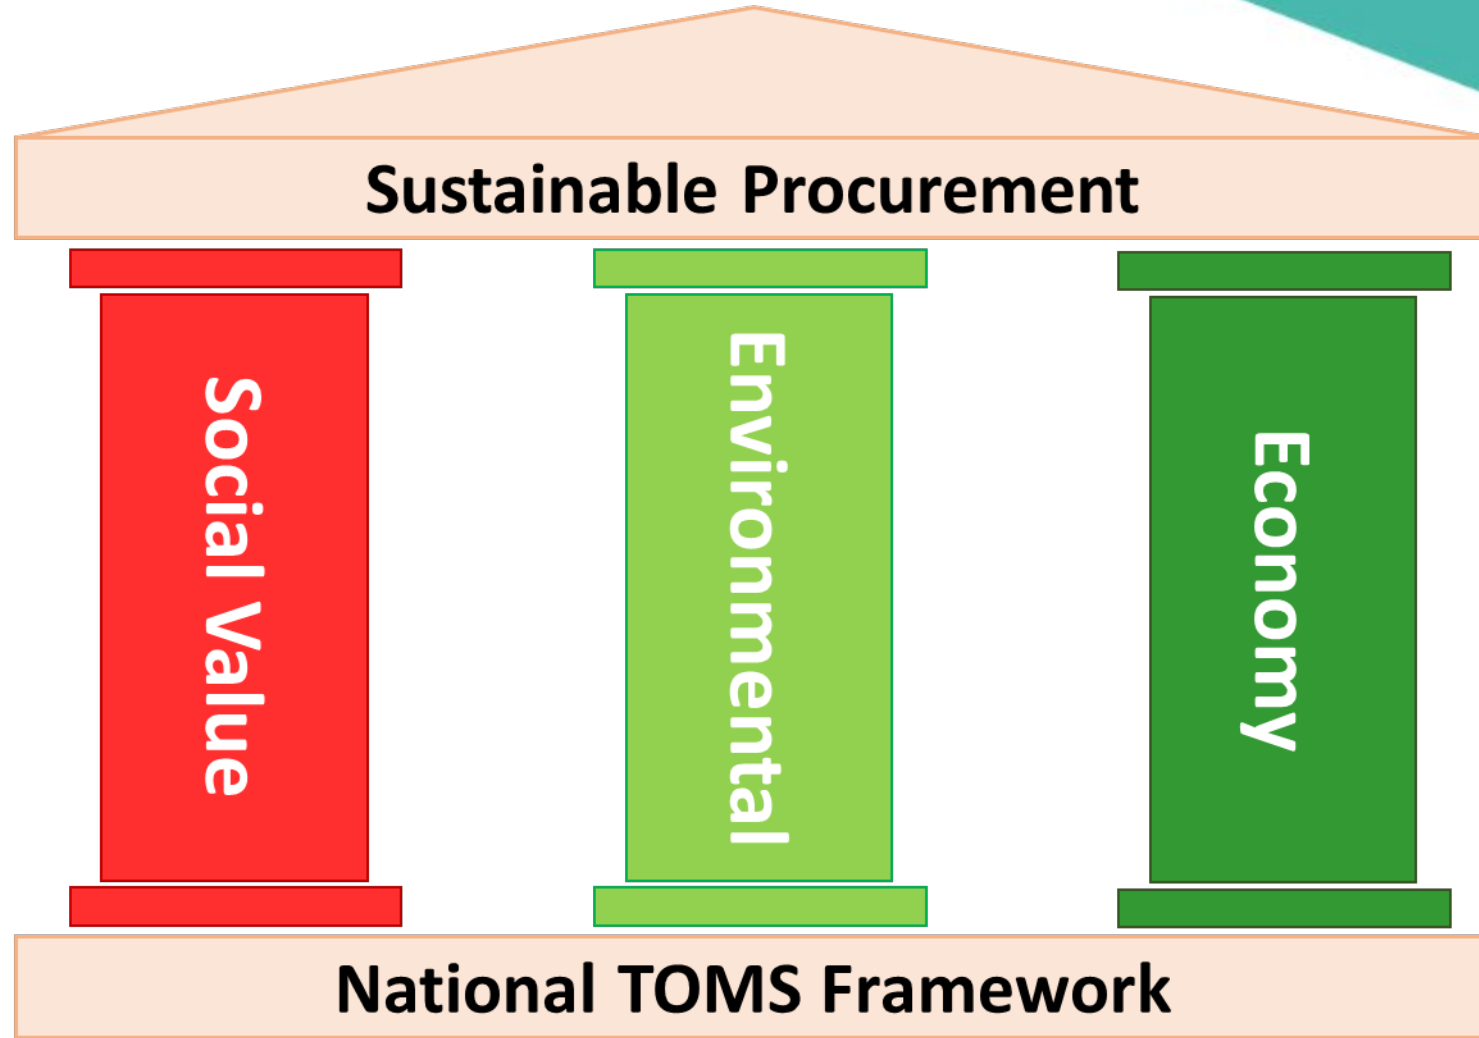 Sustainable Procurement
Social Value
Environmental
Economy
National TOMS Framework